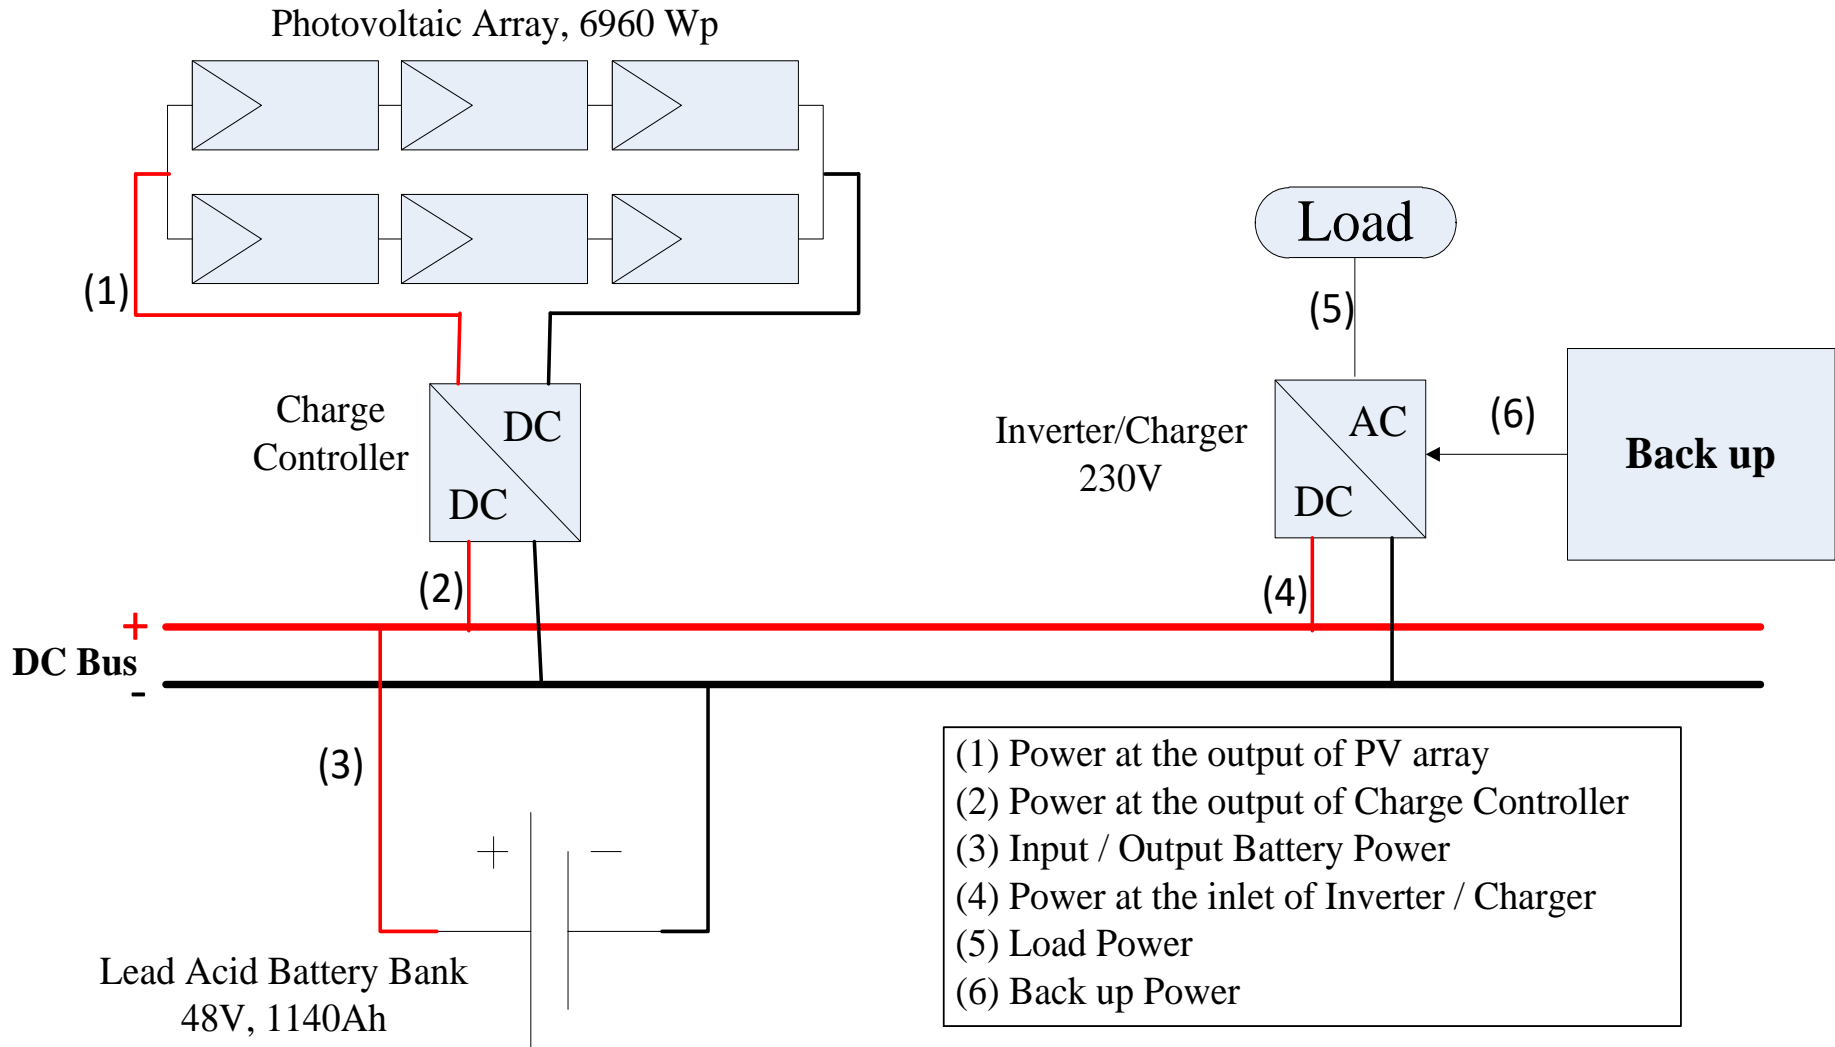 Photovoltaic Array, 6960 Wp
(1)
Charge
Controller
DC
DC
(2)
Load
(5)
Inverter/Charger
230V
AC
DC
(6)
Back up
(4)
+
DC Bus
-
(3)
+ −
Lead Acid Battery Bank
48V, 1140Ah
(1) Power at the output of PV array
(2) Power at the output of Charge Controller
(3) Input / Output Battery Power
(4) Power at the inlet of Inverter / Charger
(5) Load Power
(6) Back up Power